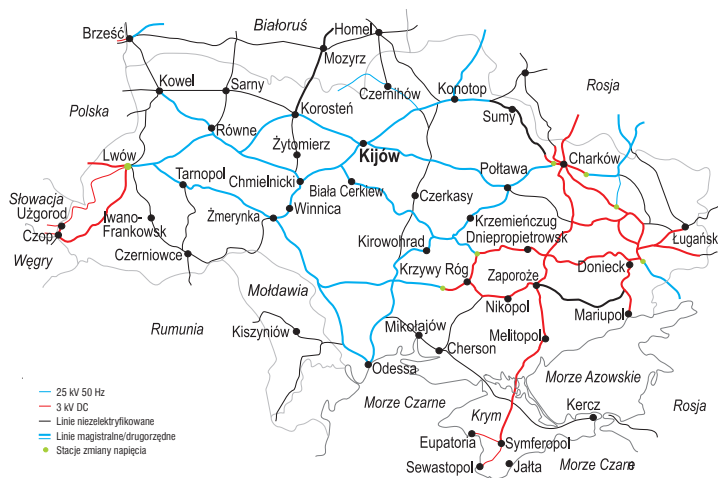 Białoruś
Homel
Brześć
Mozyrz
Rosja
Kowel
Sarny
Czernihów
Konotop
Polska
Korosteń
Sumy
Równe
Żytomierz
Kijów
Charków
Lwów
Tarnopol
Chmielnicki
Połtawa
Słowacja
Biała Cerkiew
Czerkasy
Użgorod
Iwano-
Frankowsk
Żmerynka
Winnica
Krzemieńczug
Ługańsk
Czopy
Kirowohrad
Dniepropietrowsk
Węgry
Czerniowce
Krzywy Róg
Zaporoże
Donieck
Mołdawia
Nikopol
Mariupol
Rumunia
Kiszyniów
Mikołajów
Melitopol
Cherson
Odessa
Morze Azowskie
25 kV 50 Hz
3 kV DC
Linie niezelektryfikowane
Linie magistralne/drugorzędne
Stacje zmiany napięcia
Morze Czarne
Krym
Kercz
Rosja
Eupatoria
Symferopol
Sewastopol
Jałta
Morze Czarne